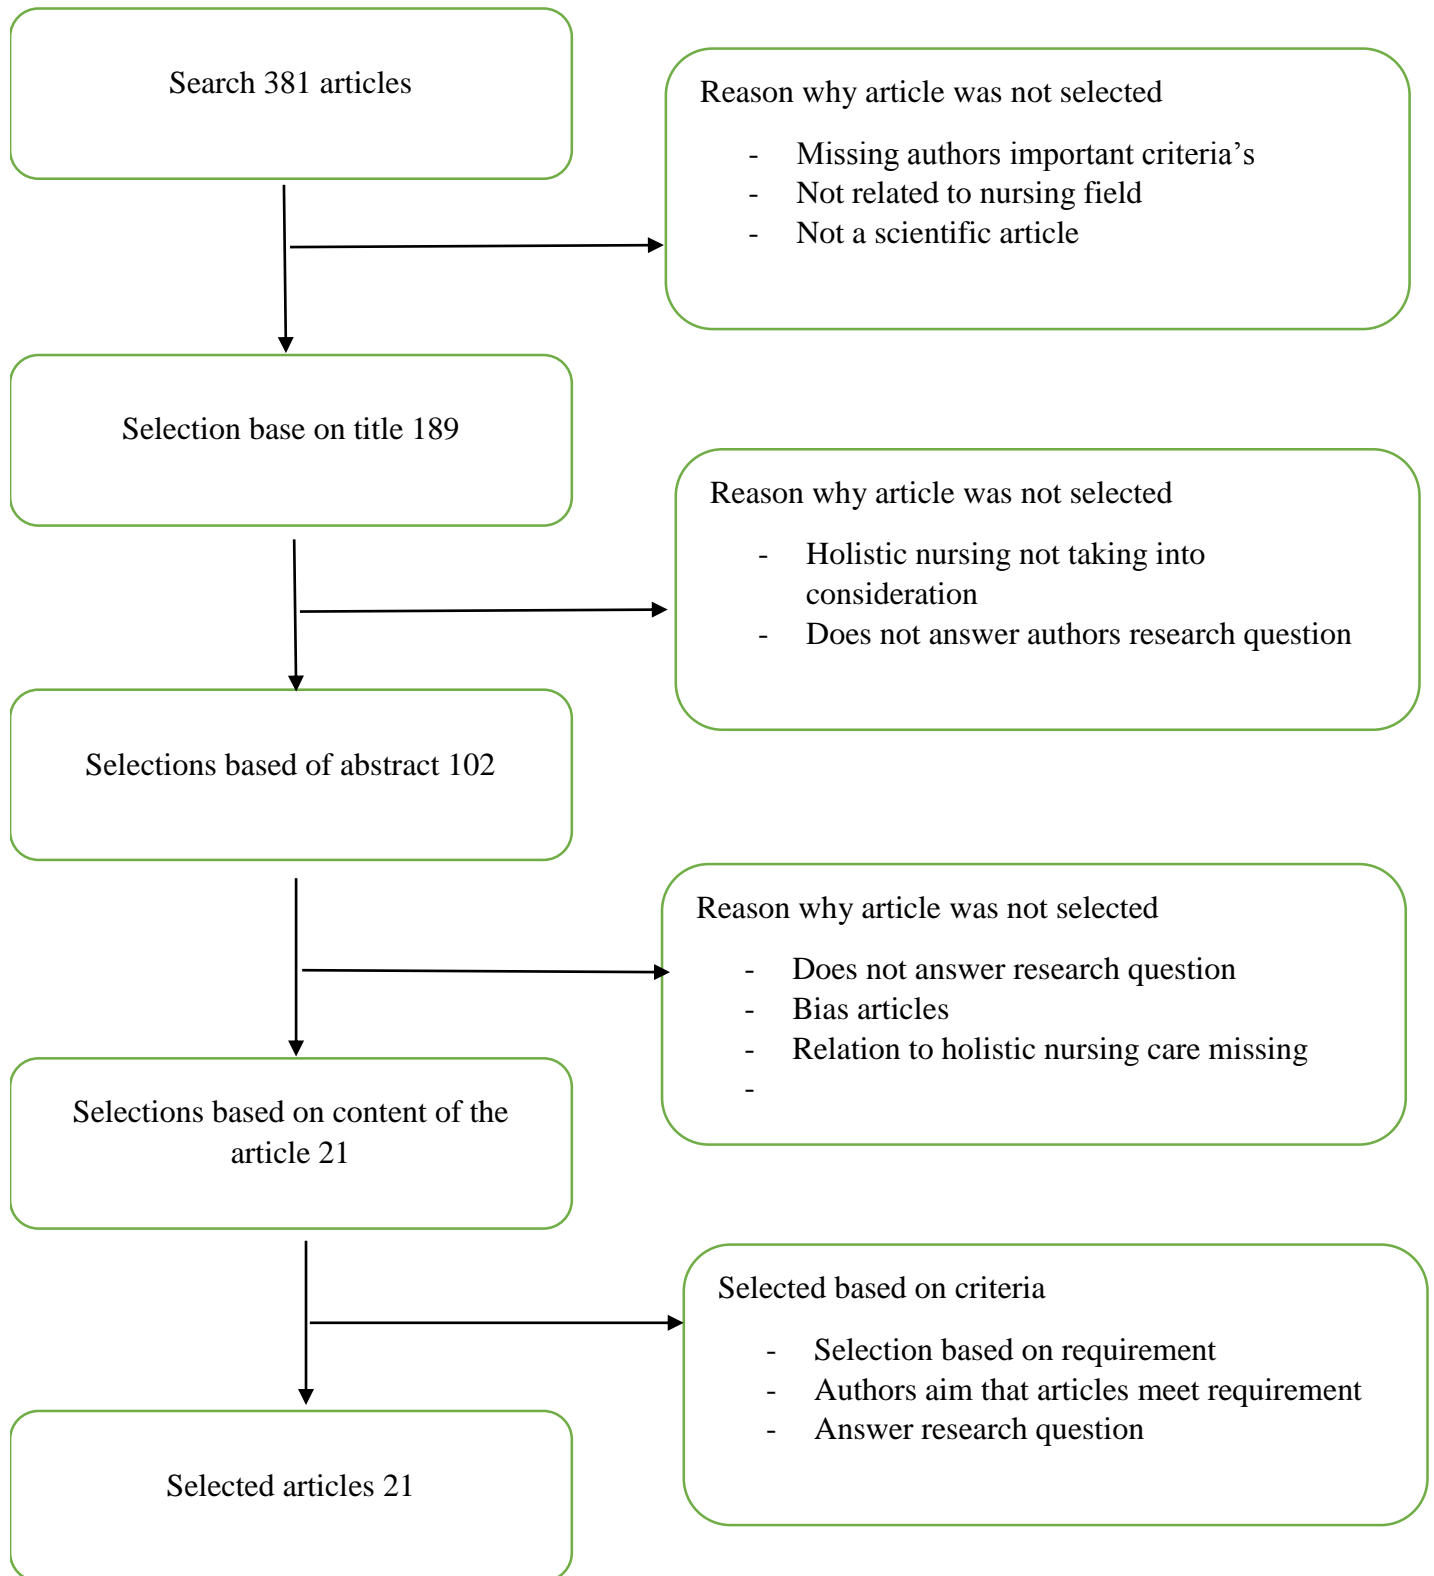 Search 381 articles
Reason why article was not selected
- Missing authors important criteria’s
- Not related to nursing field
- Not a scientific article
Selection base on title 189
Reason why article was not selected
- Holistic nursing not taking into
consideration
- Does not answer authors research question
Selections based of abstract 102
Reason why article was not selected
- Does not answer research question
- Bias articles
- Relation to holistic nursing care missing
-
Selections based on content of the
article 21
Selected based on criteria
- Selection based on requirement
- Authors aim that articles meet requirement
- Answer research question
Selected articles 21